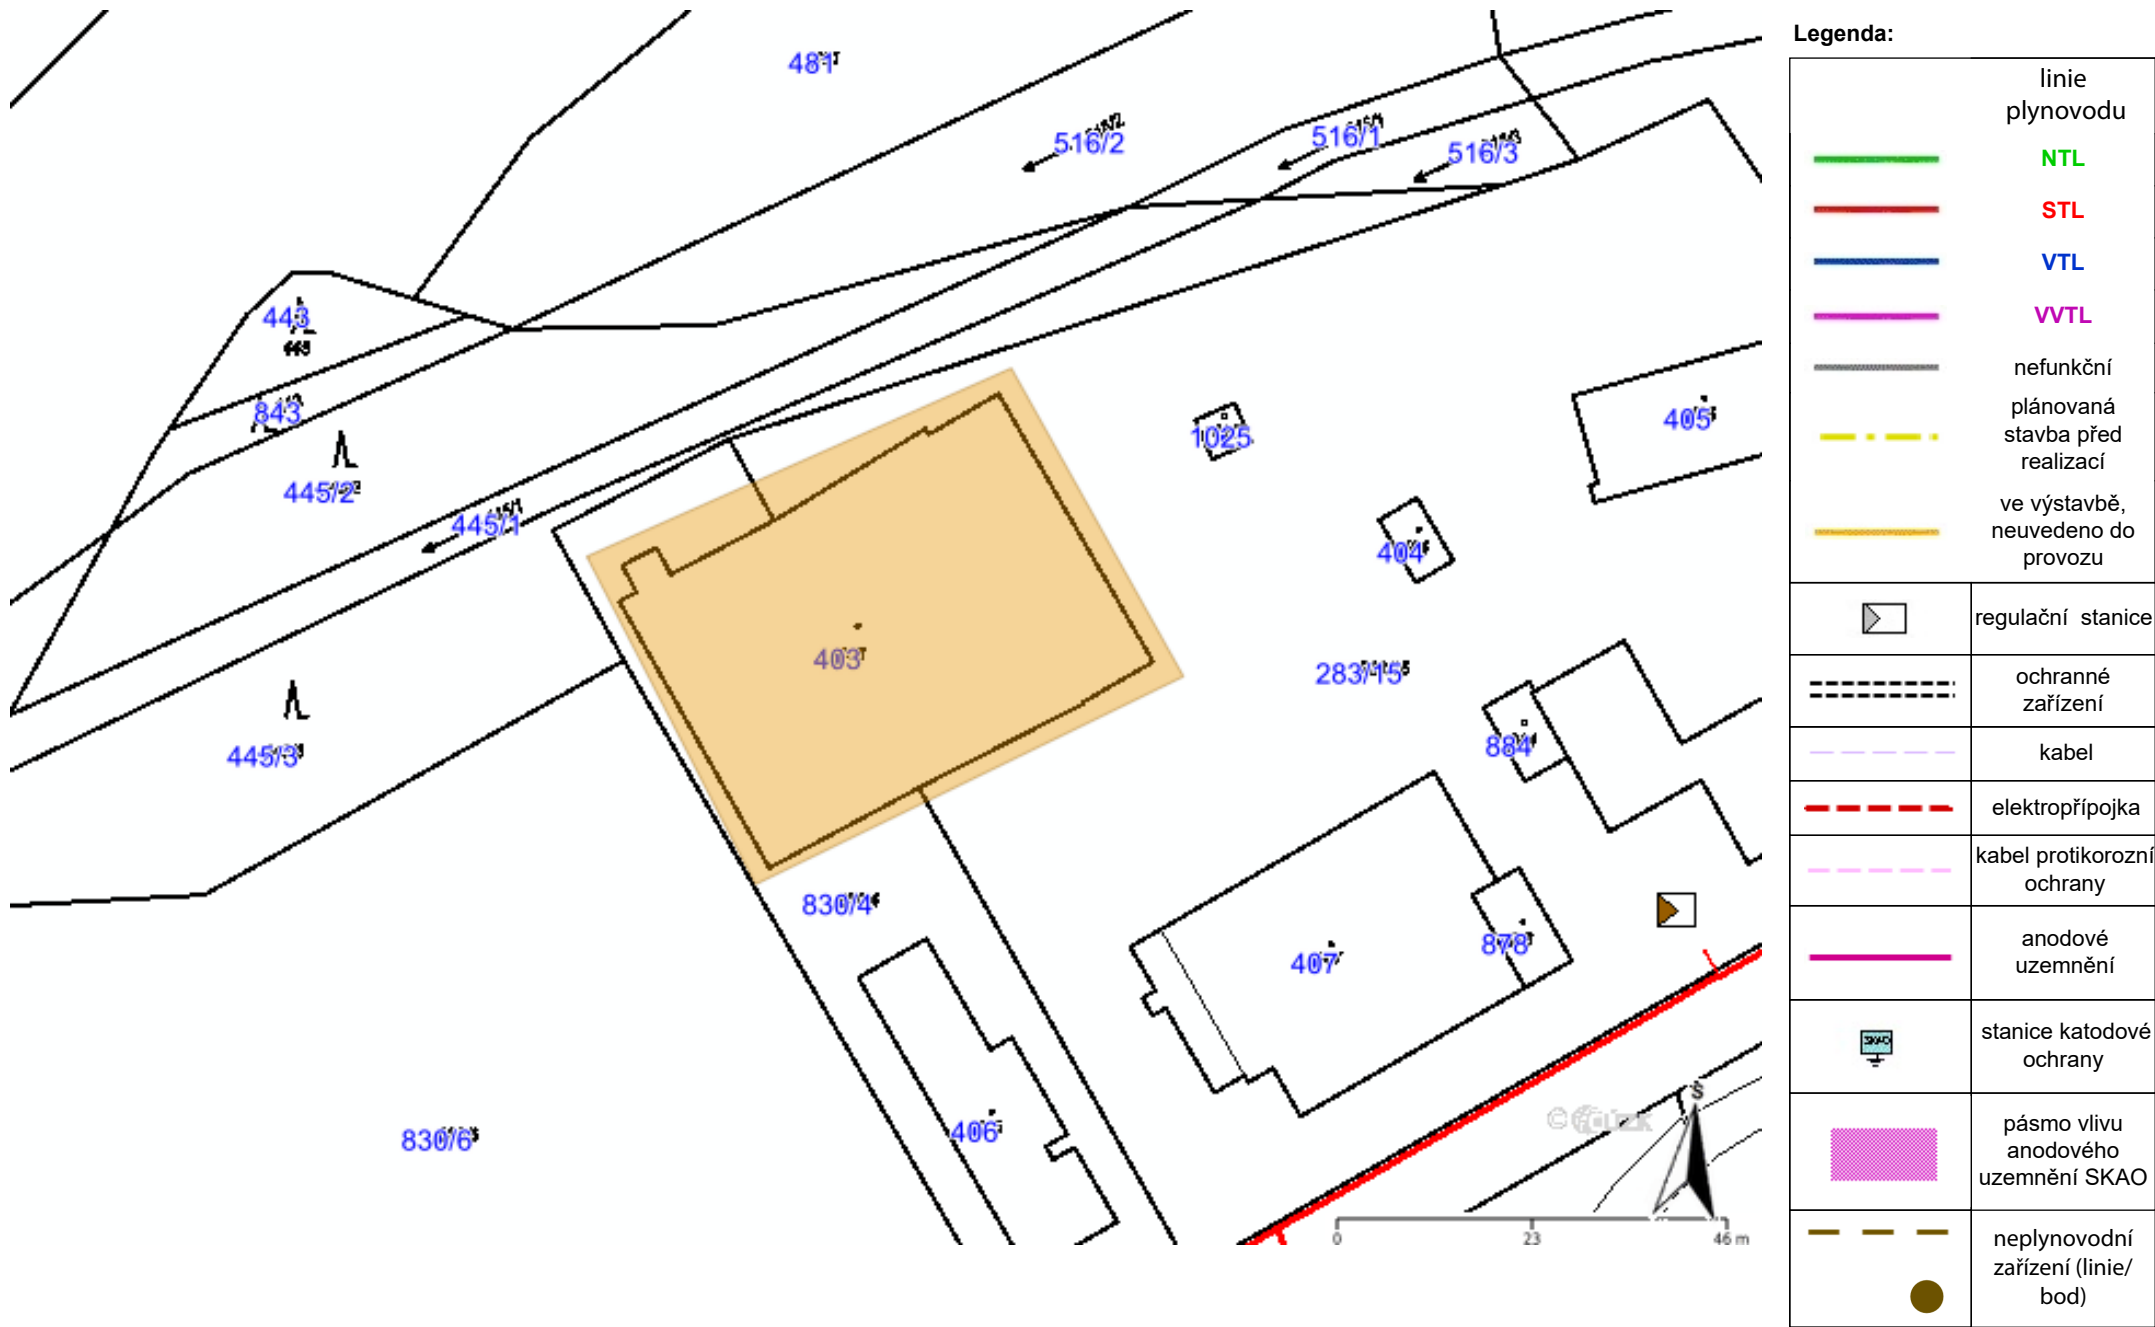 481
516/2
516/1
516/3
443
843
445/2
445/1
1025
405
404
403
283/15
445/3
884
830/4
407
878
406
830/6
Š
0 23 46 m
Legenda:
linie
plynovodu
NTL
STL
VTL
VVTL
nefunkční
plánovaná
stavba před
realizací
ve výstavbě,
neuvedeno do
provozu
regulační stanice
ochranné
zařízení
kabel
elektropřípojka
kabel protikorozní
ochrany
anodové
uzemnění
SKAO
stanice katodové
ochrany
pásmo vlivu
anodového
uzemnění SKAO
neplynovodní
zařízení (linie/
bod)